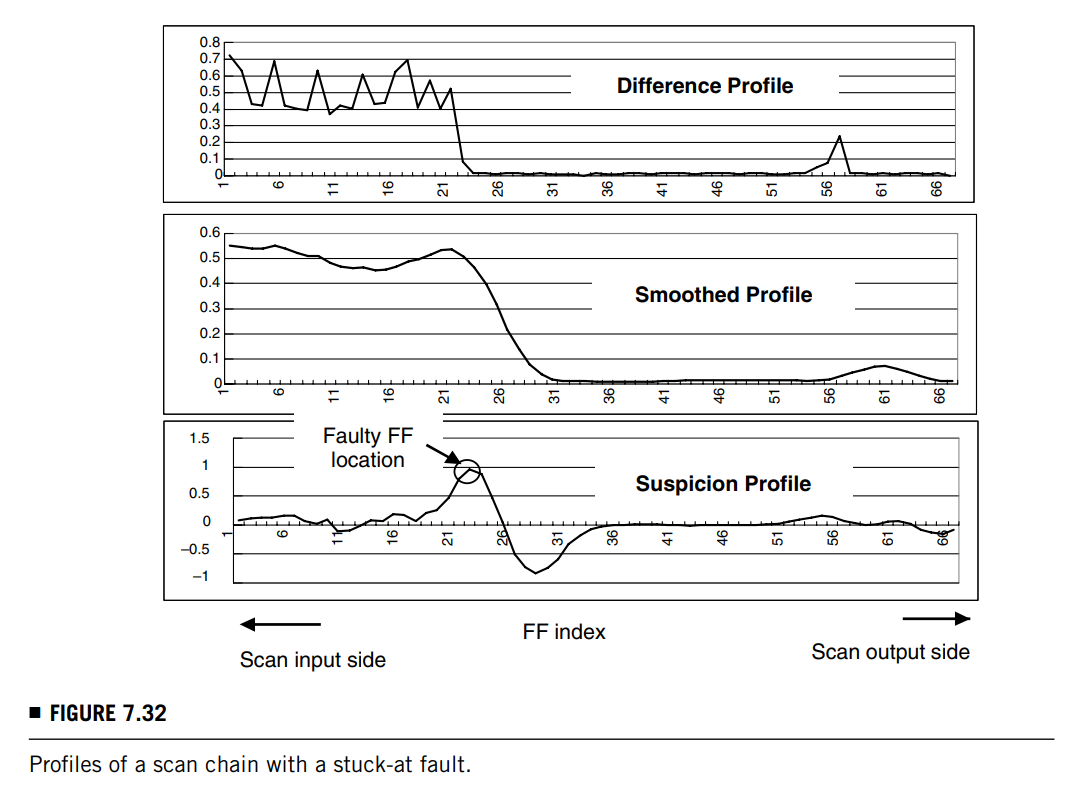 0.8
0.7
0.6
0.5
0.4
0.3
0.2
0.1
0
Difference Profile
1 6 11 16 21 26 31 36 41 46 51 56 61 66
0.6
0.5
0.4
0.3
0.2
0.1
0
Smoothed Profile
1 6 11 16 21 26 31 36 41 46 51 56 61 66
1.5
1
0.5
0
−0.5
−1
Faulty FF
location
Suspicion Profile
1 6 11 16 21 26 31 36 41 46 51 56 61 66
FF index
Scan input side
Scan output side
■ FIGURE 7.32
Profiles of a scan chain with a stuck-at fault.